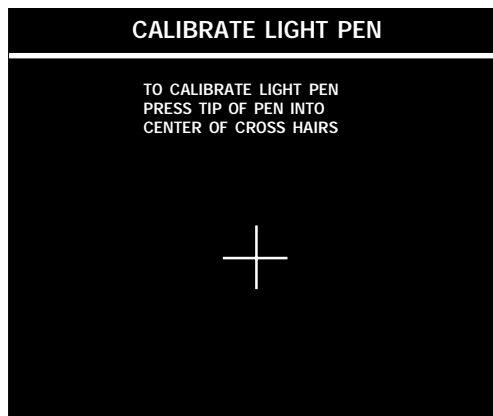 CALIBRATE LIGHT PEN
TO CALIBRATE LIGHT PEN
PRESS TIP OF PEN INTO
CENTER OF CROSS HAIRS